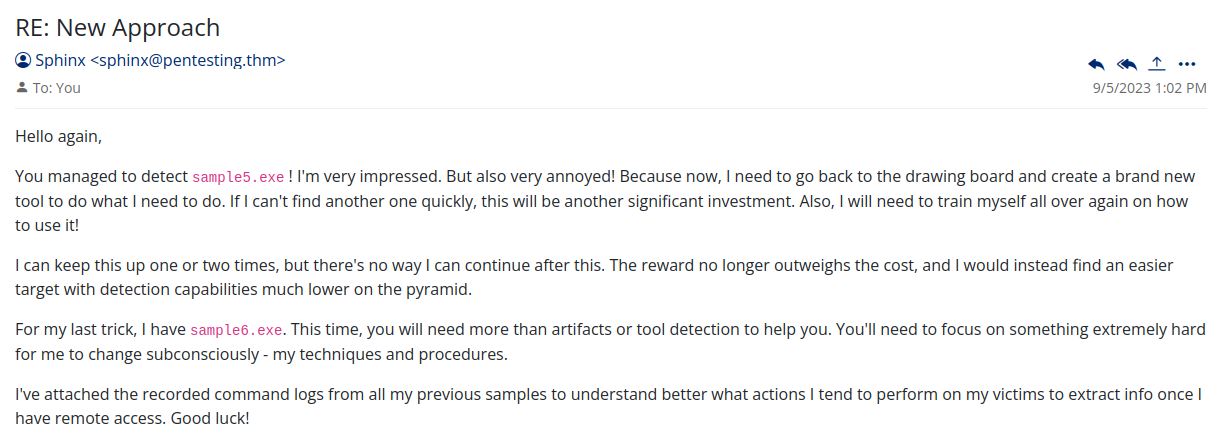 RE: New Approach
Sphinx <sphinx@pentesting.thm>
To: You
9/5/2023 1:02 PM
Hello again,
You managed to detect sample5.exe ! I'm very impressed. But also very annoyed! Because now, I need to go back to the drawing board and create a brand new
tool to do what I need to do. If I can't find another one quickly, this will be another significant investment. Also, I will need to train myself all over again on how
to use it!
I can keep this up one or two times, but there's no way I can continue after this. The reward no longer outweighs the cost, and I would instead find an easier
target with detection capabilities much lower on the pyramid.
For my last trick, I have sample6.exe. This time, you will need more than artifacts or tool detection to help you. You'll need to focus on something extremely hard
for me to change subconsciously - my techniques and procedures.
I've attached the recorded command logs from all my previous samples to understand better what actions I tend to perform on my victims to extract info once I
have remote access. Good luck!